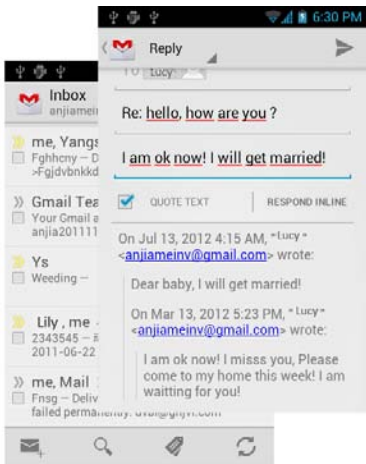 6:30 PM
Reply
TO Lucy
Re: hello, how are you ?
I am ok now! I will get married!
QUOTE TEXT
RESPOND INLINE
On Jul 13, 2012 4:15 AM, "Lucy"
<anjiameinv@gmail.com> wrote:
Dear baby, I will get married!
On Mar 13, 2012 5:23 PM, "Lucy"
<anjiameinv@gmail.com> wrote:
I am ok now! I misss you, Please
come to my home this week! I am
waitting for you!
Inbox
anjiamein
me, Yangs
Fghhcny – D
>Fgjdvbnkkd
Gmail Tea
Your Gmail a
anjia201111
Ys
Weeding –
Lily , me
2343545 –
2011-06-22
me, Mail
Fnsg – Deliv
failed permanently: